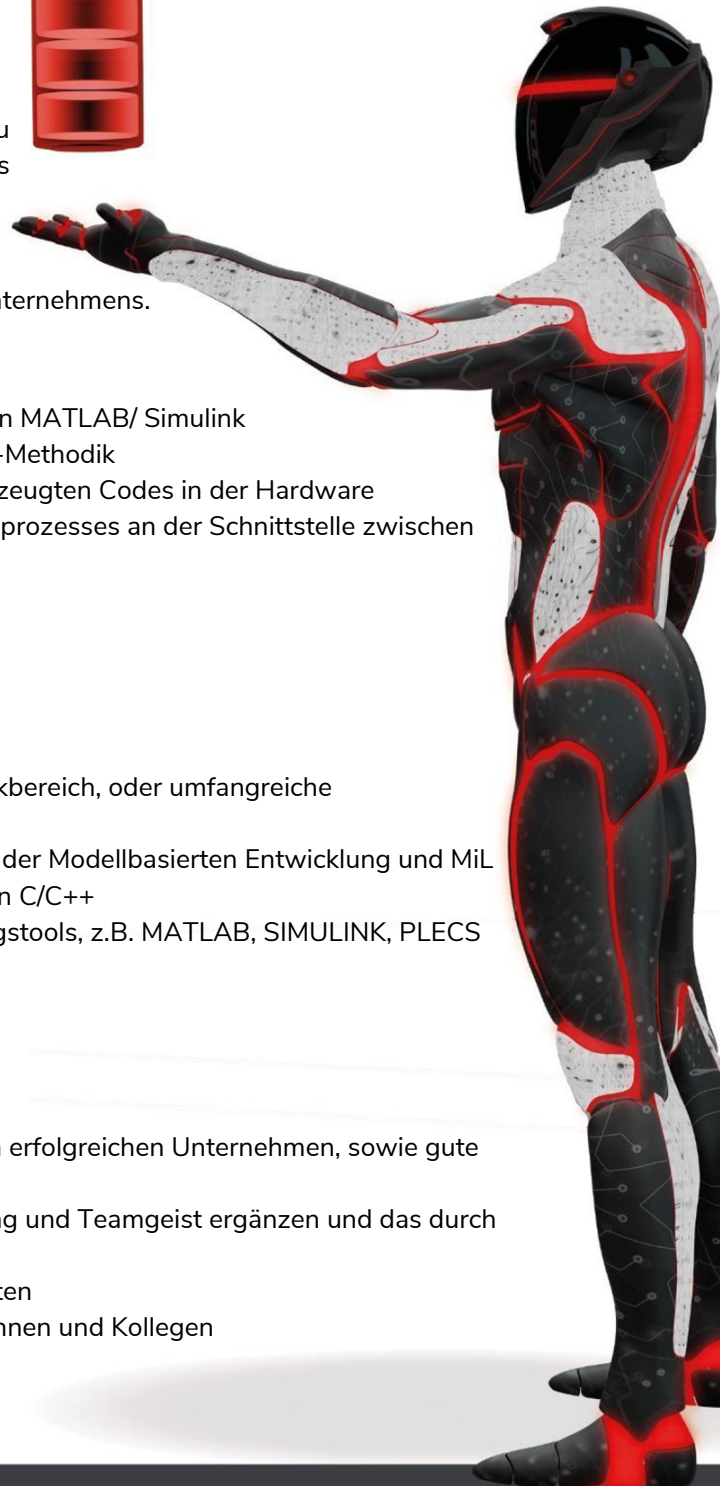 u
s
nternehmens.
n MATLAB/ Simulink
-Methodik
zeugten Codes in der Hardware
prozesses an der Schnittstelle zwischen
kbereich, oder umfangreiche
der Modellbasierten Entwicklung und MiL
n C/C++
gstools, z.B. MATLAB, SIMULINK, PLECS
n erfolgreichen Unternehmen, sowie gute
ng und Teamgeist ergänzen und das durch
ten
nnen und Kollegen